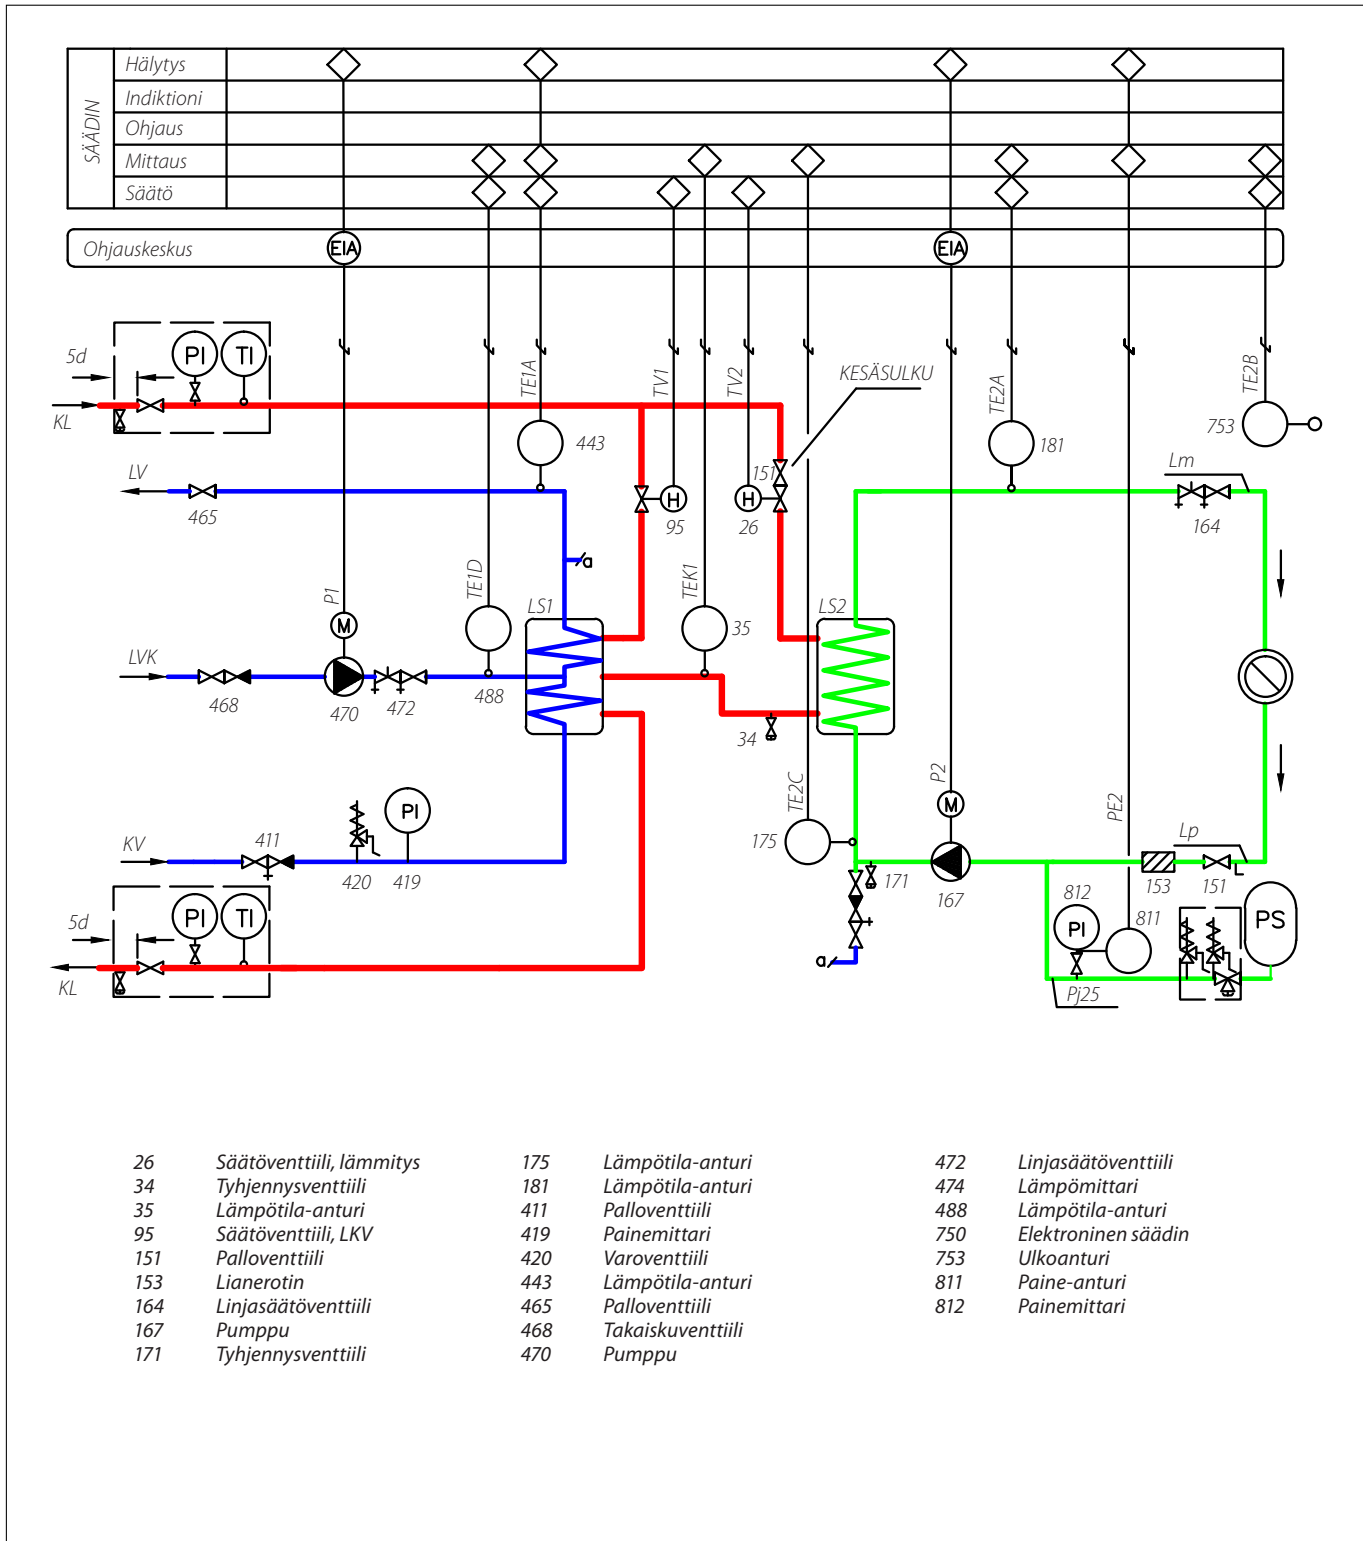 SÄÄDIN
Hälytys
Indiktioni
Ohjaus
Mittaus
Säätö
Ohjauskeskus
EIA
EIA
5d
PI
TI
KL
TE1A
443
TV1
TV2
KESÄSULKU
TE2A
181
TE2B
753
LV
465
H
95
151
H
26
Lm
164
a
P1
M
TE1D
LS1
TEK1
35
LS2
LVK
468
470
472
488
34
TE2C
P2
M
PE2
KV
411
420
PI
419
175
171
167
Lp
153
151
5d
PI
TI
KL
a
812
PI
811
PS
Pj25
26 Säätöventtiili, lämmitys
34 Tyhjennysventtiili
35 Lämpötila-anturi
95 Säätöventtiili, LKV
151 Palloventtiili
153 Lianerotin
164 Linjasäätöventtiili
167 Pumppu
171 Tyhjennysventtiili
175 Lämpötila-anturi
181 Lämpötila-anturi
411 Palloventtiili
419 Painemittari
420 Varoventtiili
443 Lämpötila-anturi
465 Palloventtiili
468 Takaiskuventtiili
470 Pumppu
472 Linjasäätöventtiili
474 Lämpömittari
488 Lämpötila-anturi
750 Elektroninen säädin
753 Ulkoanturi
811 Paine-anturi
812 Painemittari